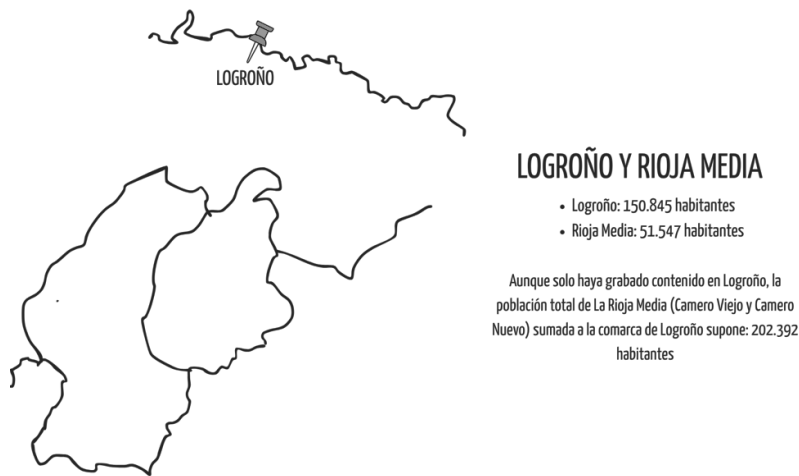 LOGROÑO
LOGROÑO Y RIOJA MEDIA
• Logroño: 150.845 habitantes
• Rioja Media: 51.547 habitantes
Aunque solo haya grabado contenido en Logroño, la
población total de La Rioja Media (Camero Viejo y Camero
Nuevo) sumada a la comarca de Logroño supone: 202.392
habitantes